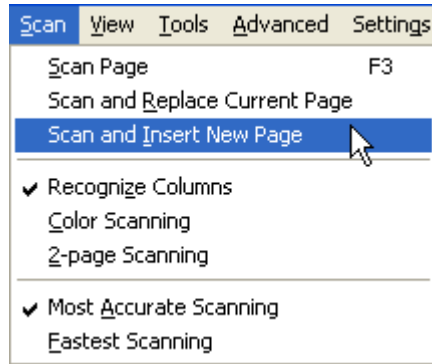 Scan View Tools Advanced Settings
Scan Page F3
Scan and Replace Current Page
Scan and Insert New Page
Recognize Columns
Color Scanning
2-page Scanning
Most Accurate Scanning
Fastest Scanning